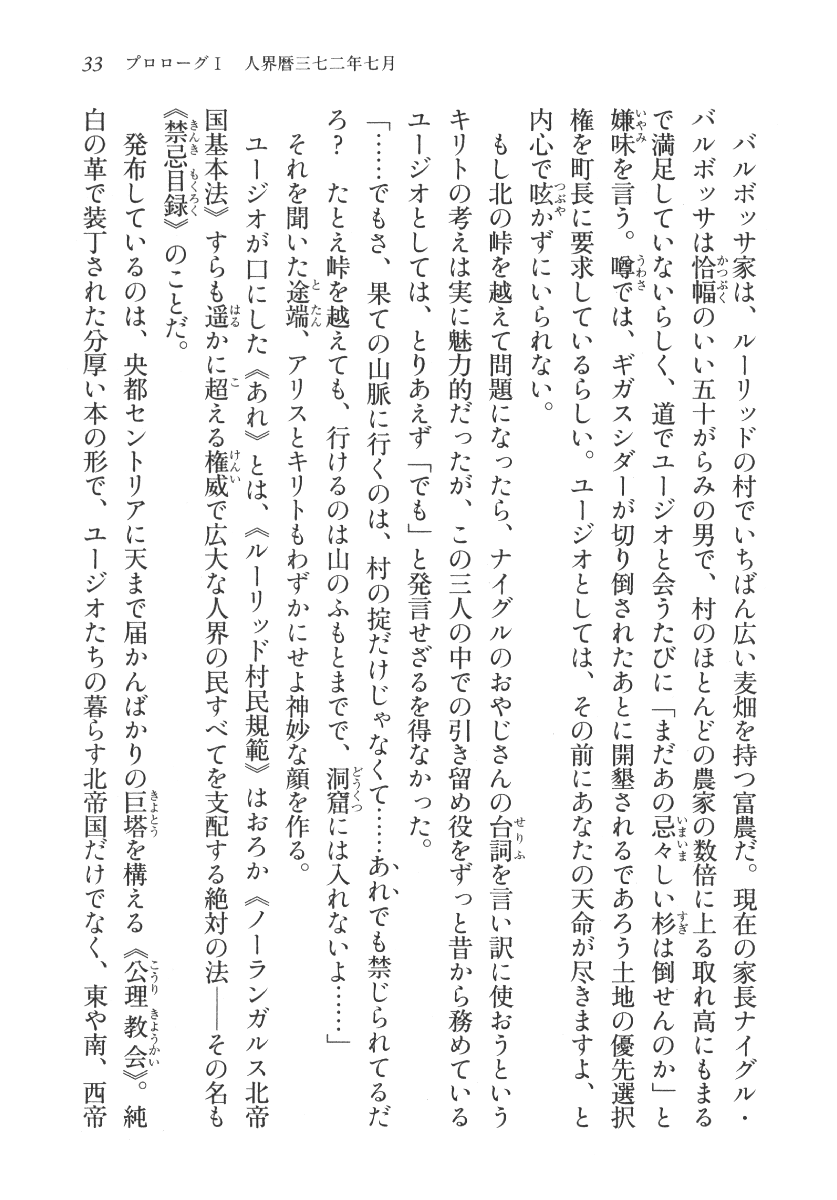 33 プロローグⅠ 人界暦三七二年七月
バルボッサ家は、ルーリッドの村でいちばん広い麦畑を持つ富農だ。現在の家長ナイグル・
バルボッサは恰幅のいい五十がらみの男で、村のほとんどの農家の数倍に上る取れ高にもまる
で満足していないらしく、道でユージオと会うたびに「まだあの忌々しい杉は倒せんのか」と
嫌味を言う。噂では、ギガスシダーが切り倒されたあとに開墾されるであろう土地の優先選択
権を町長に要求しているらしい。ユージオとしては、その前にあなたの天命が尽きますよ、と
内心で呟かずにいられない。
もし北の峠を越えて問題になったら、ナイグルのおやじさんの台詞を言い訳に使おうという
キリトの考えは実に魅力的だったが、この三人の中での引き留め役をずっと昔から務めている
ユージオとしては、とりあえず「でも」と発言せざるを得なかった。
「……でもさ、果ての山脈に行くのは、村の掟だけじゃなくて……あれでも禁じられてるだ
ろ？　たとえ峠を越えても、行けるのは山のふもとまでで、洞窟には入れないよ……」
それを聞いた途端、アリスとキリトもわずかにせよ神妙な顔を作る。
ユージオが口にした《あれ》とは、《ルーリッド村民規範》はおろか《ノーランガルス北帝
国基本法》すらも遥かに超える権威で広大な人界の民すべてを支配する絶対の法――その名も
《禁忌目録》のことだ。
発布しているのは、央都セントリアに天まで届かんばかりの巨塔を構える《公理教会》。純
白の革で装丁された分厚い本の形で、ユージオたちの暮らす北帝国だけでなく、東や南、西帝